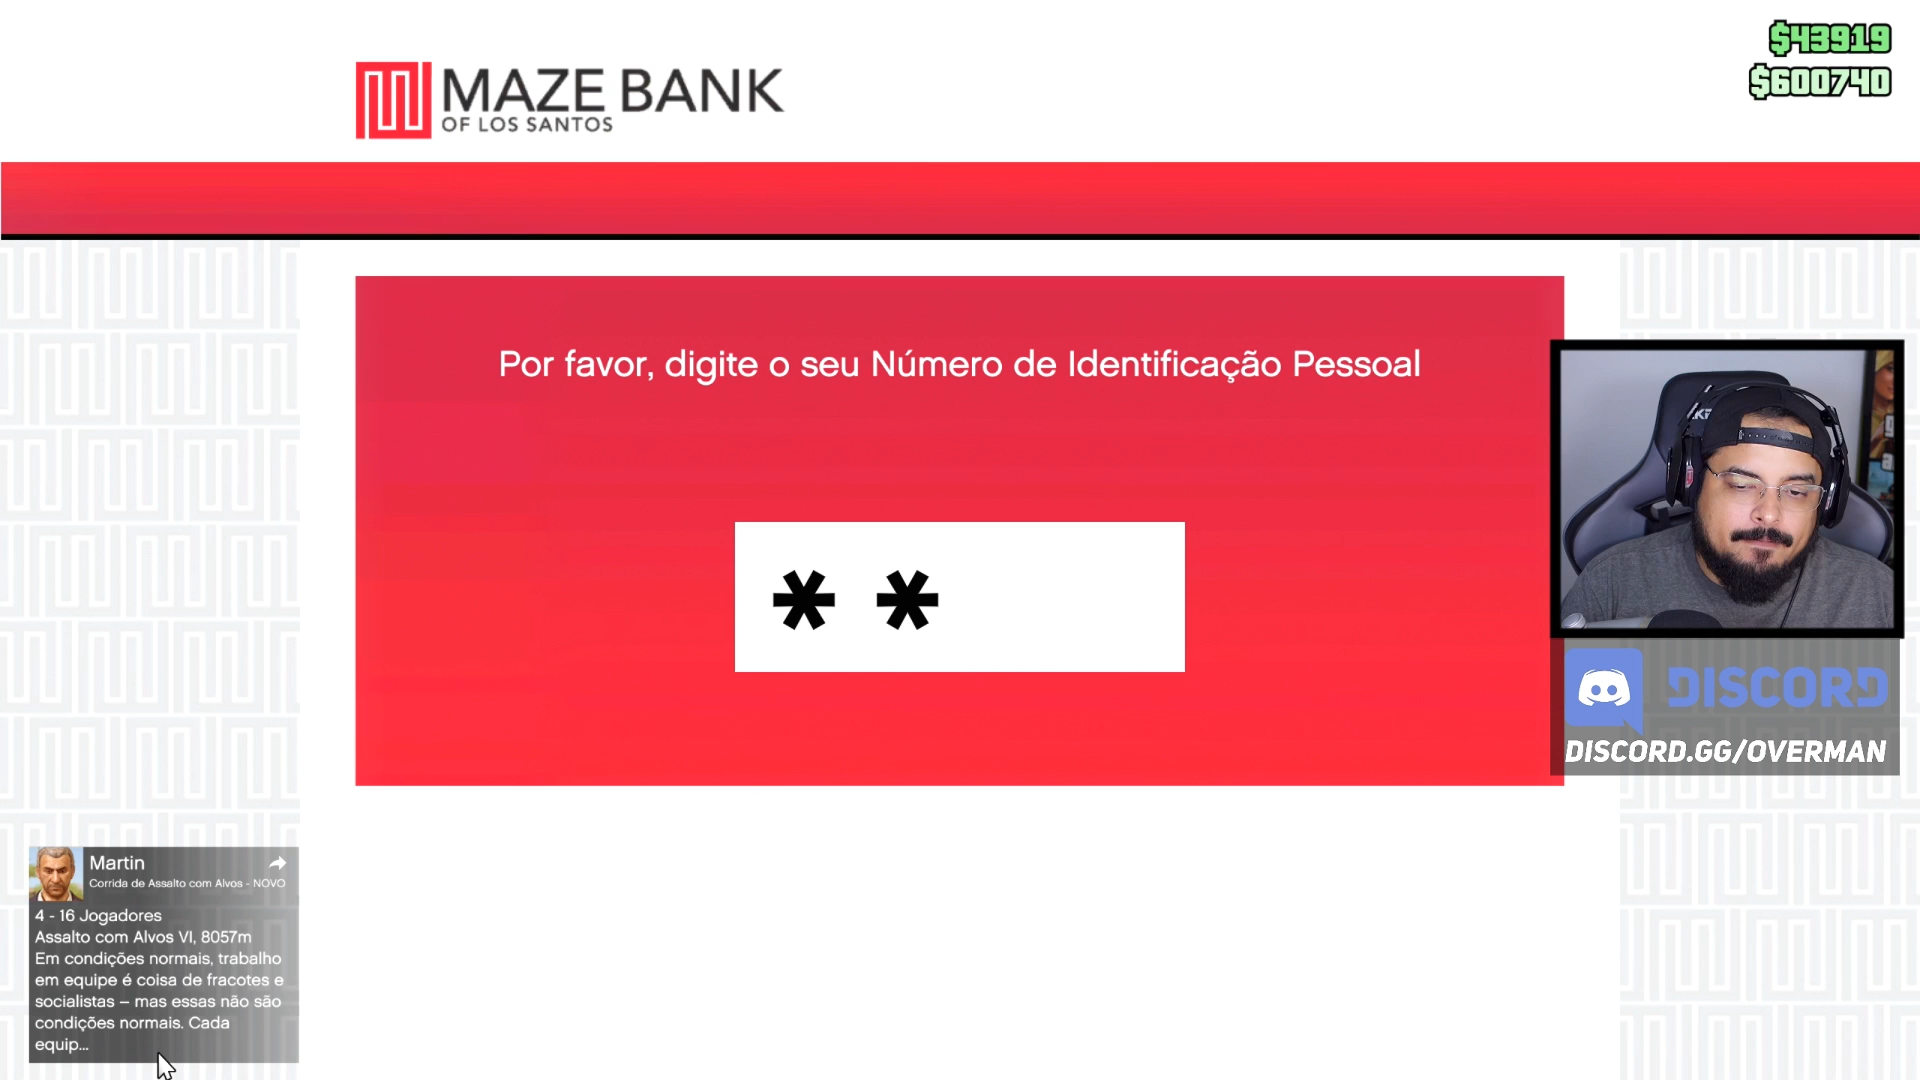 $43919
$600740
MAZE BANK
OF LOS SANTOS
Por favor, digite o seu Número de Identificação Pessoal
* *
DISCORD
DISCORD.GG/OVERMAN
Martin
Corrida de Assalto com Alvos - NOVO
4 - 16 Jogadores
Assalto com Alvos VI, 8057m
Em condições normais, trabalho
em equipe é coisa de fracotes e
socialistas – mas essas não são
condições normais. Cada
equip...